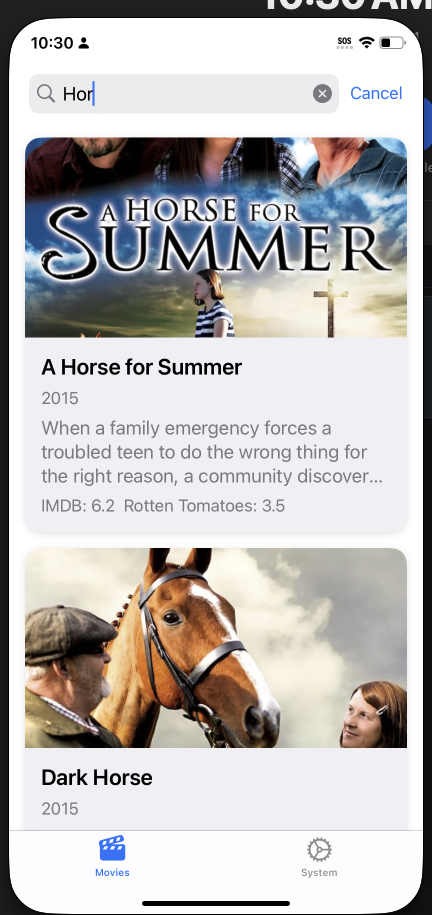 10:30 AM
10:30
SOS
Hor
Cancel
A HORSE FOR
SUMMER
A Horse for Summer
2015
When a family emergency forces a
troubled teen to do the wrong thing for
the right reason, a community discover...
IMDB: 6.2 Rotten Tomatoes: 3.5
Dark Horse
2015
Movies
System